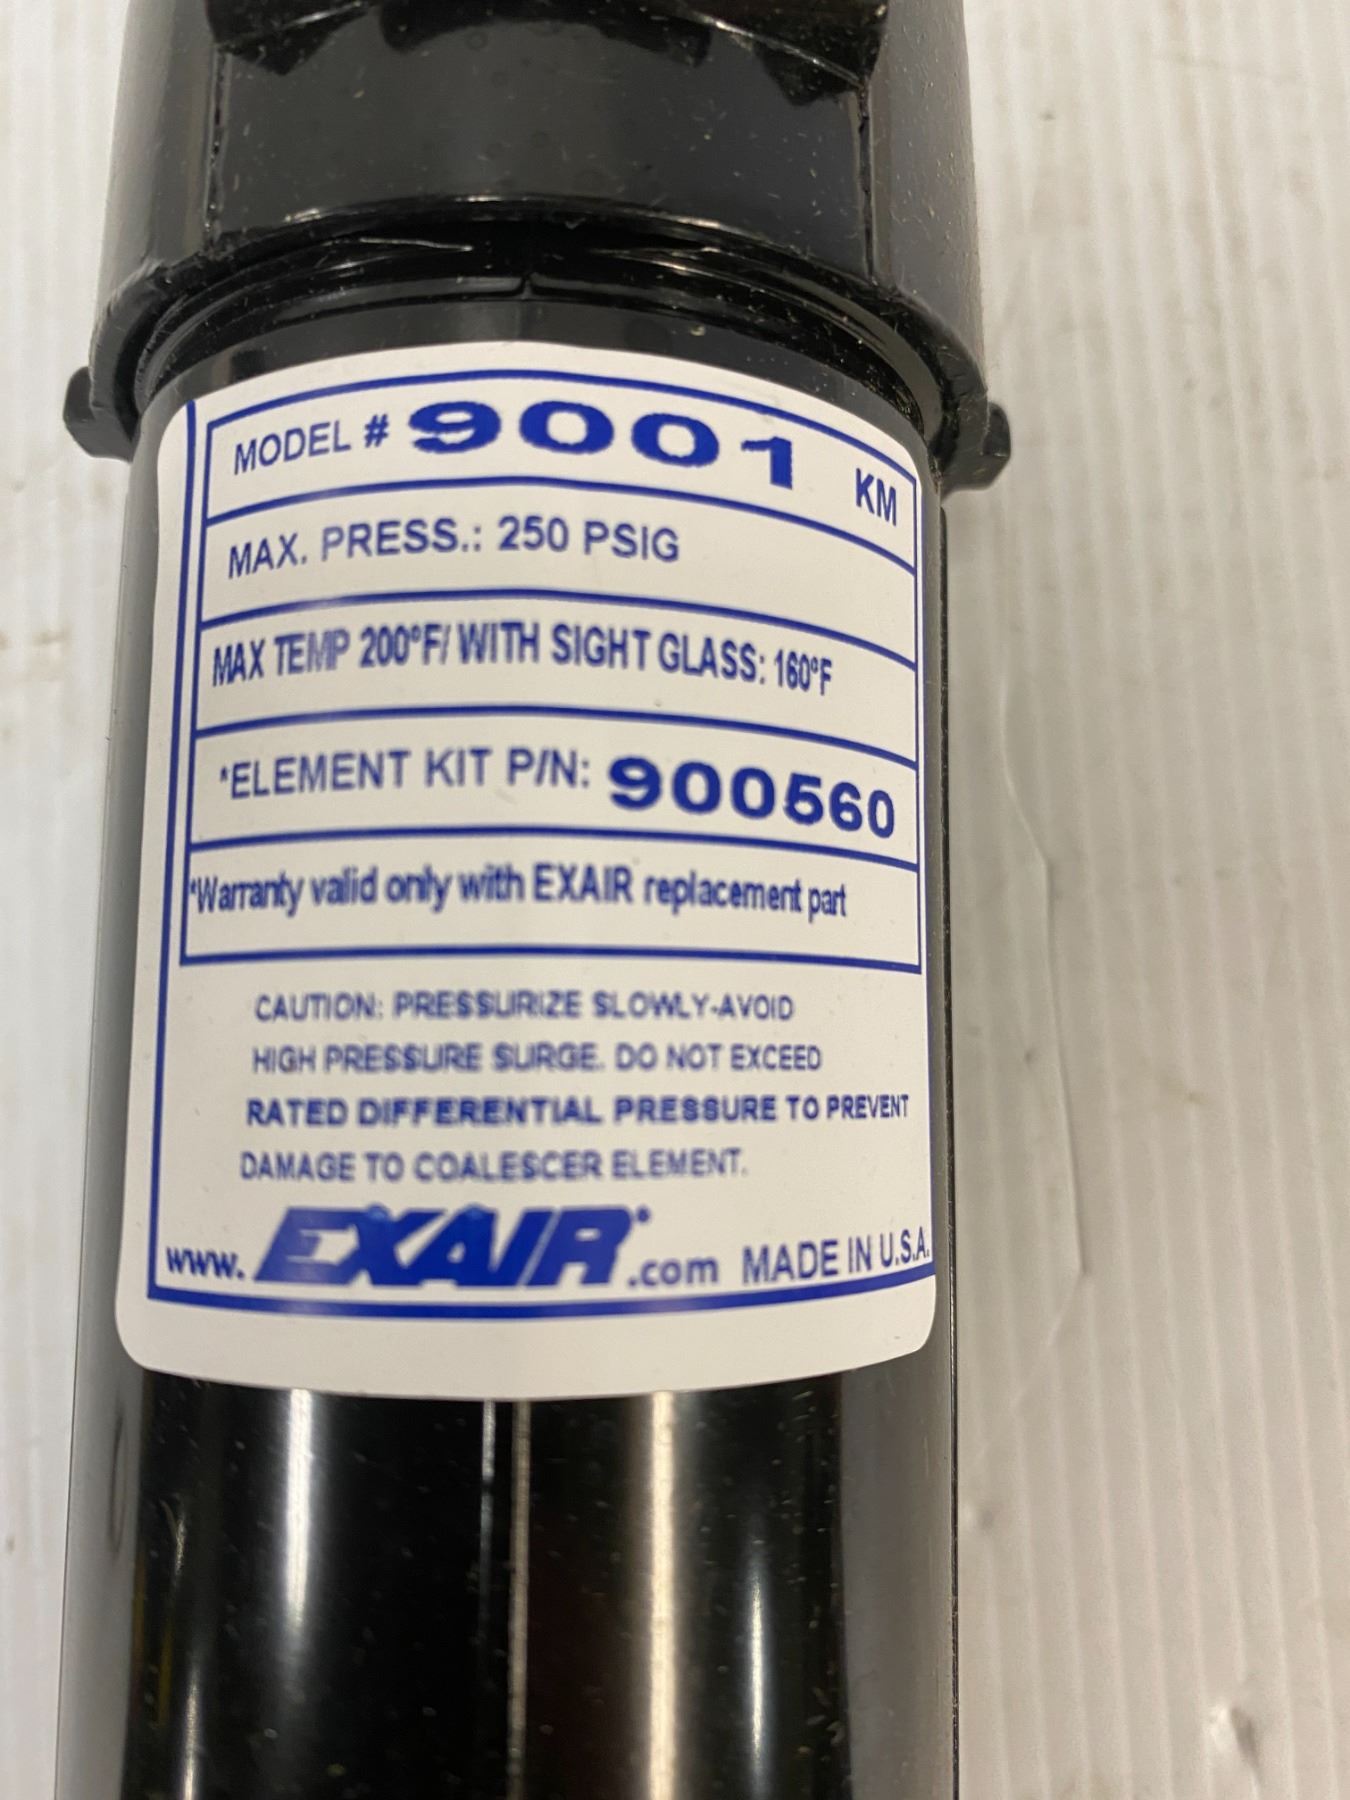 MODEL # 9001 KM
MAX. PRESS.: 250 PSIG
MAX TEMP 200°F/ WITH SIGHT GLASS: 160°F
*ELEMENT KIT P/N: 900560
*Warranty valid only with EXAIR replacement part
CAUTION: PRESSURIZE SLOWLY-AVOID
HIGH PRESSURE SURGE. DO NOT EXCEED
RATED DIFFERENTIAL PRESSURE TO PREVENT
DAMAGE TO COALESCER ELEMENT.
www.EXAIR.com MADE IN U.S.A.